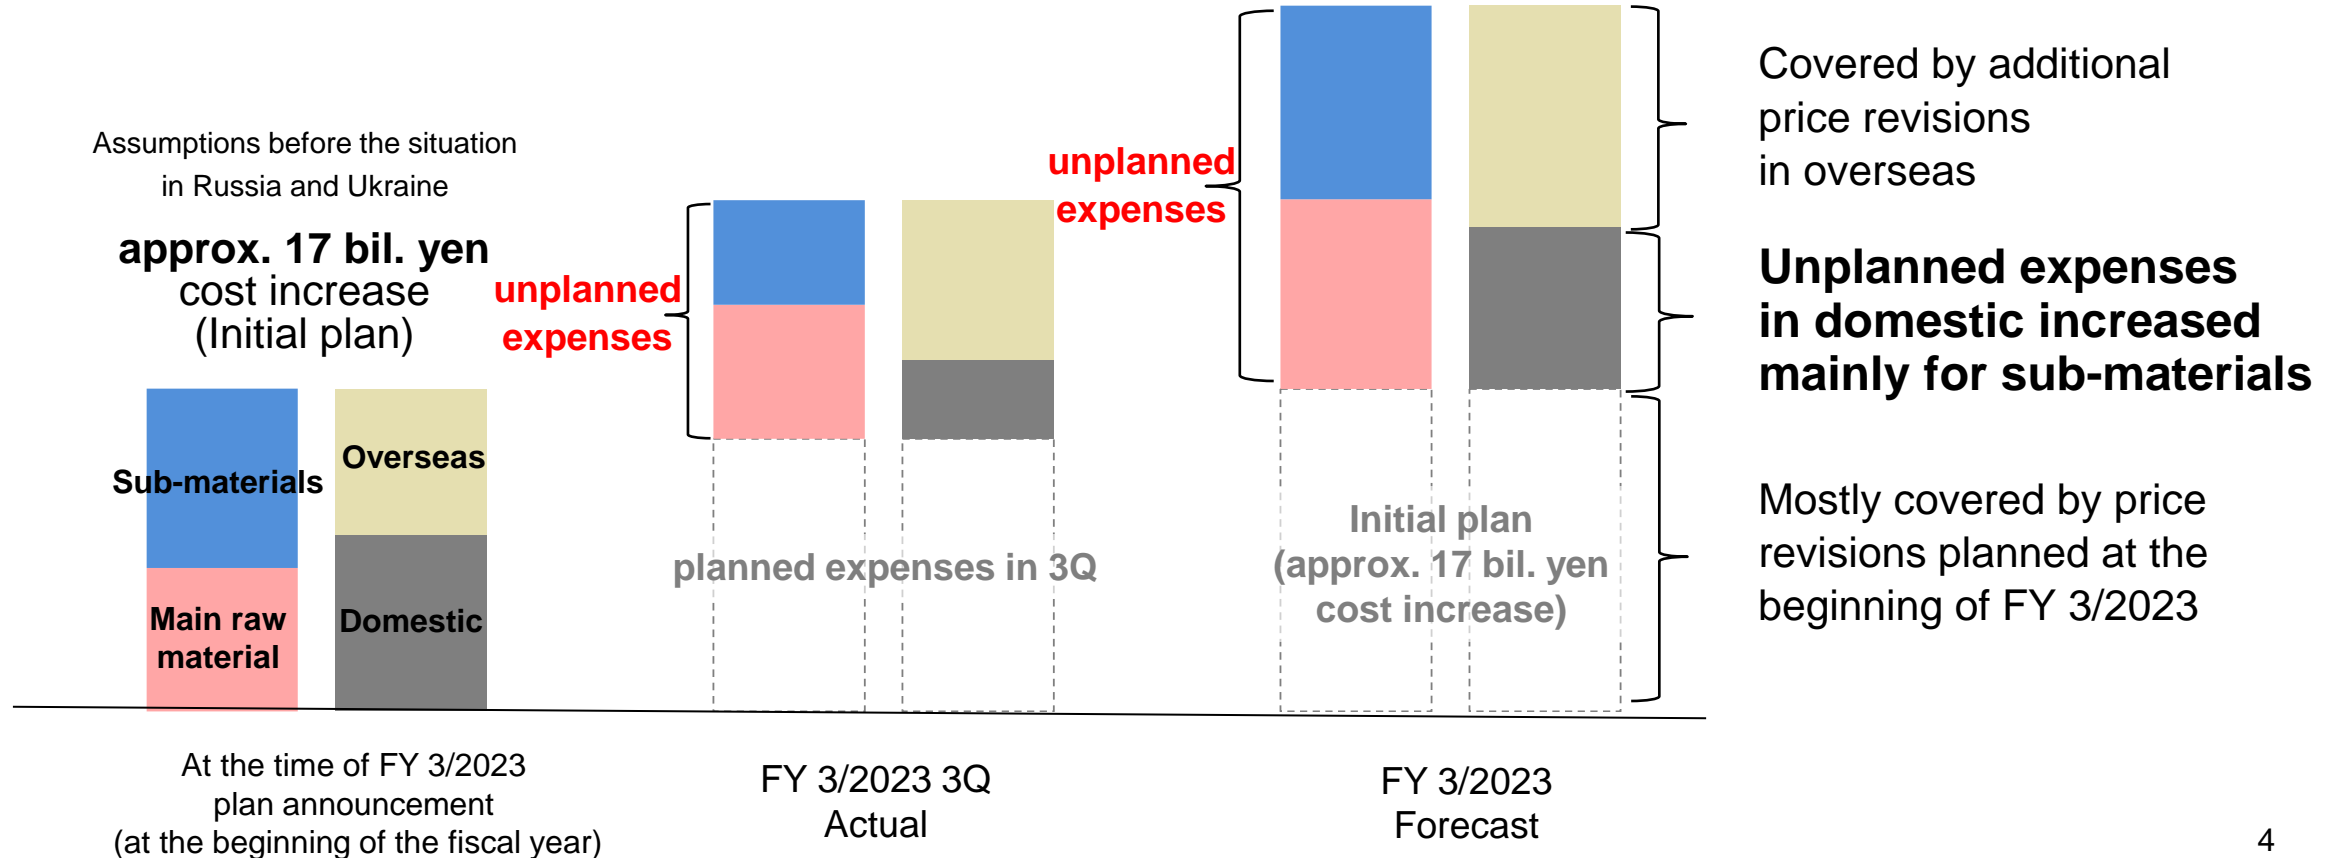 Assumptions before the situation
in Russia and Ukraine
approx. 17 bil. yen
cost increase
(Initial plan)
Sub-materials
Main raw
material
Overseas
Domestic
At the time of FY 3/2023
plan announcement
(at the beginning of the fiscal year)
unplanned
expenses
planned expenses in 3Q
FY 3/2023 3Q
Actual
unplanned
expenses
Initial plan
(approx. 17 bil. yen
cost increase)
FY 3/2023
Forecast
Covered by additional
price revisions
in overseas
Unplanned expenses
in domestic increased
mainly for sub-materials
Mostly covered by price
revisions planned at the
beginning of FY 3/2023
4